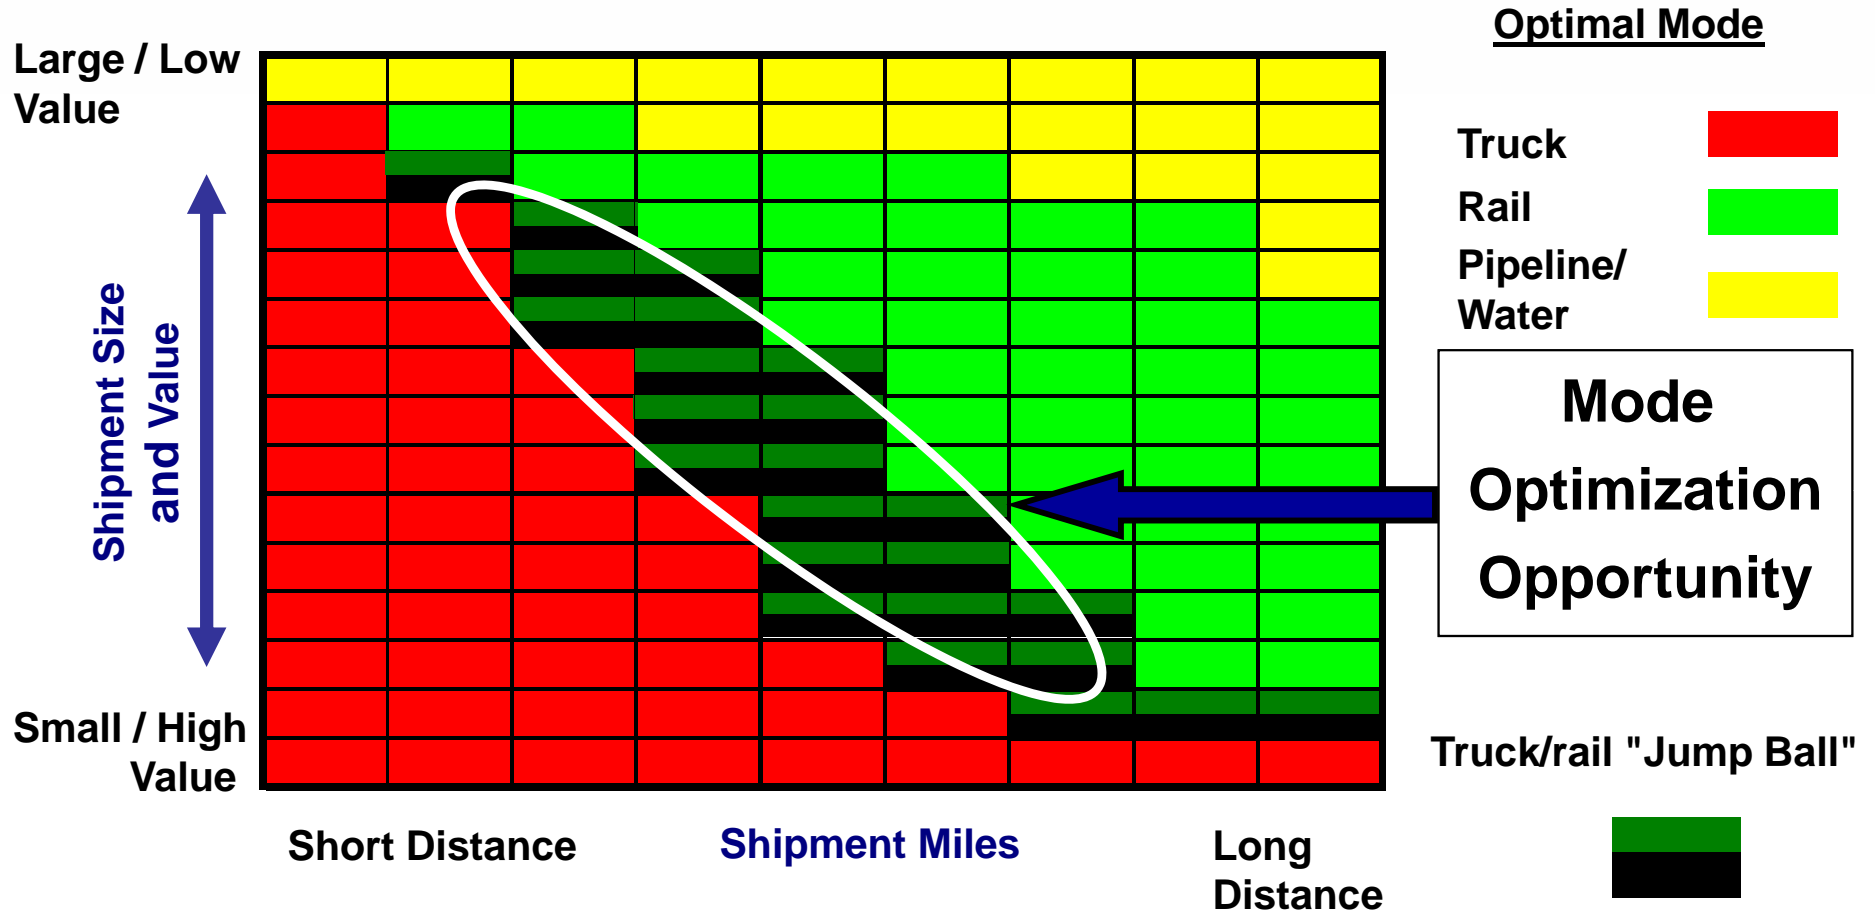 Optimal Mode
Large / Low
Value
Truck
Rail
Pipeline/
Water
Shipment Size
and Value
Mode
Optimization
Opportunity
Small / High
Value
Truck/rail "Jump Ball"
Short Distance
Shipment Miles
Long
Distance